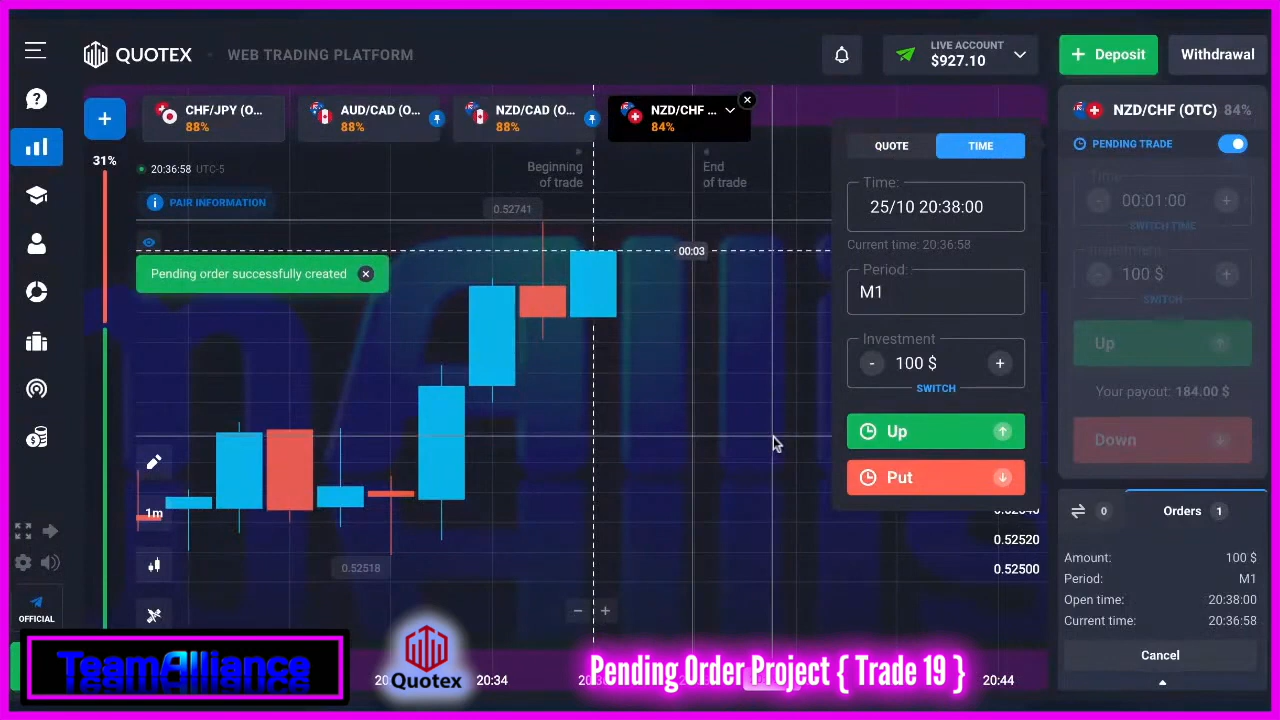 QUOTEX
WEB TRADING PLATFORM
LIVE ACCOUNT
$927.10
+ Deposit
Withdrawal
CHF/JPY (O...
88%
AUD/CAD (O...
88%
NZD/CAD (O...
88%
NZD/CHF ...
84%
31%
20:36:58 UTC-5
PAIR INFORMATION
Beginning
of trade
End
of trade
0.52741
00:03
Pending order successfully created
0.52518
1m
QUOTE
TIME
Time:
25/10 20:38:00
Current time: 20:36:58
Period:
M1
Investment
- 100 $ +
SWITCH
Up
Put
0.52520
0.52500
NZD/CHF (OTC) 84%
PENDING TRADE
Time:
- 00:01:00 +
SWITCH TIME
Investment
- 100 $ +
SWITCH
Up
Your payout: 184.00 $
Down
0
Orders 1
Amount: 100 $
Period: M1
Open time: 20:38:00
Current time: 20:36:58
Cancel
OFFICIAL
TeamAlliance
Quotex
20:34
Pending Order Project { Trade 19 }
20:44